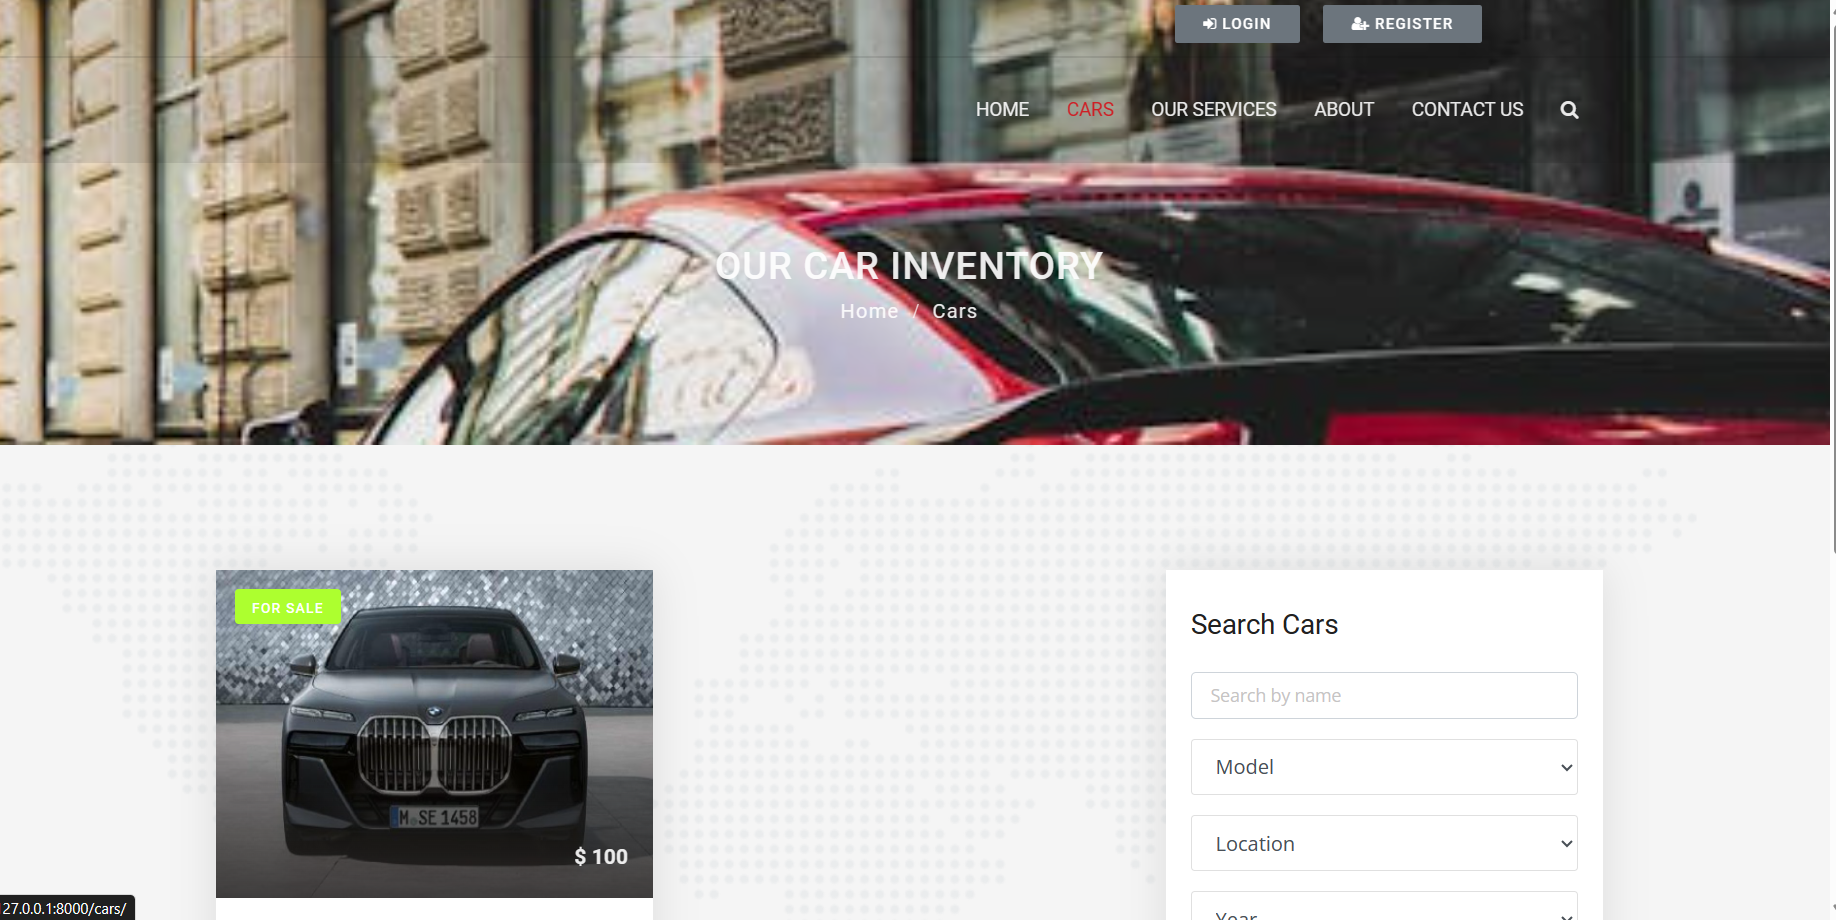 LOGIN
REGISTER
HOME
CARS
OUR SERVICES
ABOUT
CONTACT US
OUR CAR INVENTORY
Home / Cars
FOR SALE
M SE 1458
$ 100
Search Cars
Search by name
Model
Location
Year
27.0.0.1:8000/cars/